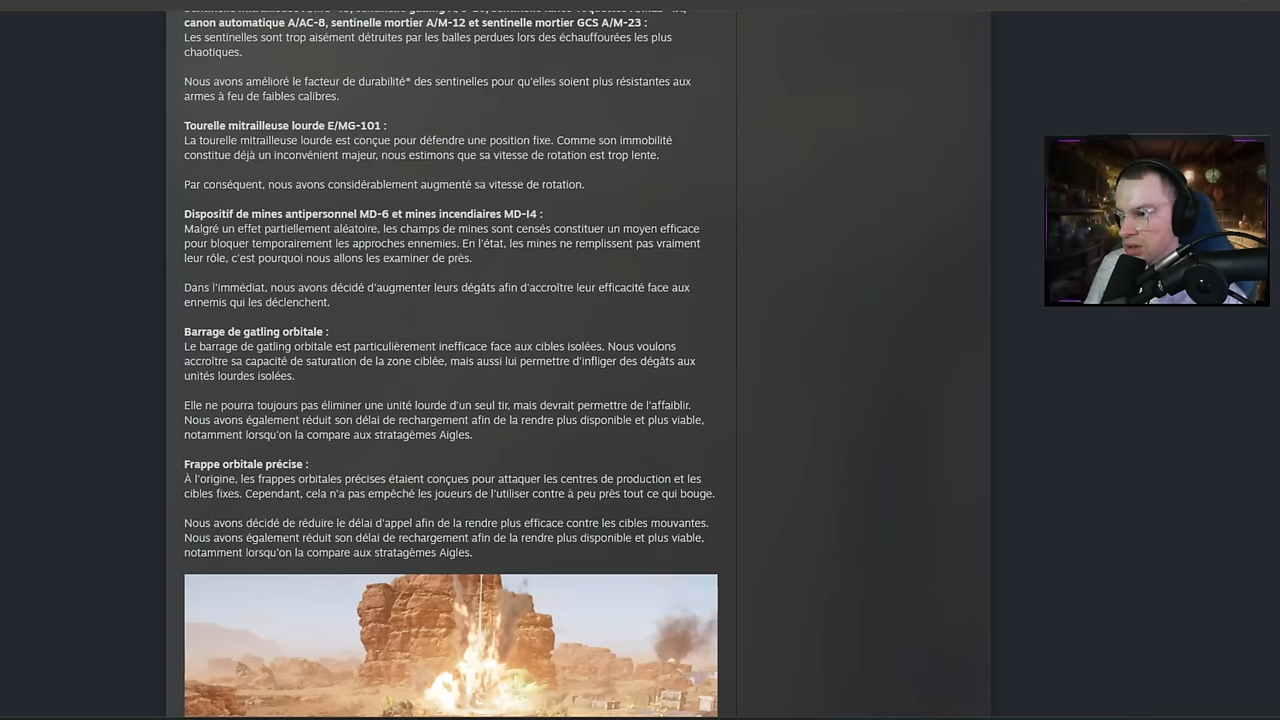 canon automatique A/AC-8, sentinelle mortier A/M-12 et sentinelle mortier GCS A/M-23 :
Les sentinelles sont trop aisément détruites par les balles perdues lors des échauffourées les plus
chaotiques.
Nous avons amélioré le facteur de durabilité* des sentinelles pour qu'elles soient plus résistantes aux
armes à feu de faibles calibres.
Tourelle mitrailleuse lourde E/MG-101 :
La tourelle mitrailleuse lourde est conçue pour défendre une position fixe. Comme son immobilité
constitue déjà un inconvénient majeur, nous estimons que sa vitesse de rotation est trop lente.
Par conséquent, nous avons considérablement augmenté sa vitesse de rotation.
Dispositif de mines antipersonnel MD-6 et mines incendiaires MD-I4 :
Malgré un effet partiellement aléatoire, les champs de mines sont censés constituer un moyen efficace
pour bloquer temporairement les approches ennemies. En l'état, les mines ne remplissent pas vraiment
leur rôle, c'est pourquoi nous allons les examiner de près.
Dans l'immédiat, nous avons décidé d'augmenter leurs dégâts afin d'accroître leur efficacité face aux
ennemis qui les déclenchent.
Barrage de gatling orbitale :
Le barrage de gatling orbitale est particulièrement inefficace face aux cibles isolées. Nous voulons
accroître sa capacité de saturation de la zone ciblée, mais aussi lui permettre d'infliger des dégâts aux
unités lourdes isolées.
Elle ne pourra toujours pas éliminer une unité lourde d'un seul tir, mais devrait permettre de l'affaiblir.
Nous avons également réduit son délai de rechargement afin de la rendre plus disponible et plus viable,
notamment lorsqu'on la compare aux stratagèmes Aigles.
Frappe orbitale précise :
À l'origine, les frappes orbitales précises étaient conçues pour attaquer les centres de production et les
cibles fixes. Cependant, cela n'a pas empêché les joueurs de l'utiliser contre à peu près tout ce qui bouge.
Nous avons décidé de réduire le délai d'appel afin de la rendre plus efficace contre les cibles mouvantes.
Nous avons également réduit son délai de rechargement afin de la rendre plus disponible et plus viable,
notamment lorsqu'on la compare aux stratagèmes Aigles.